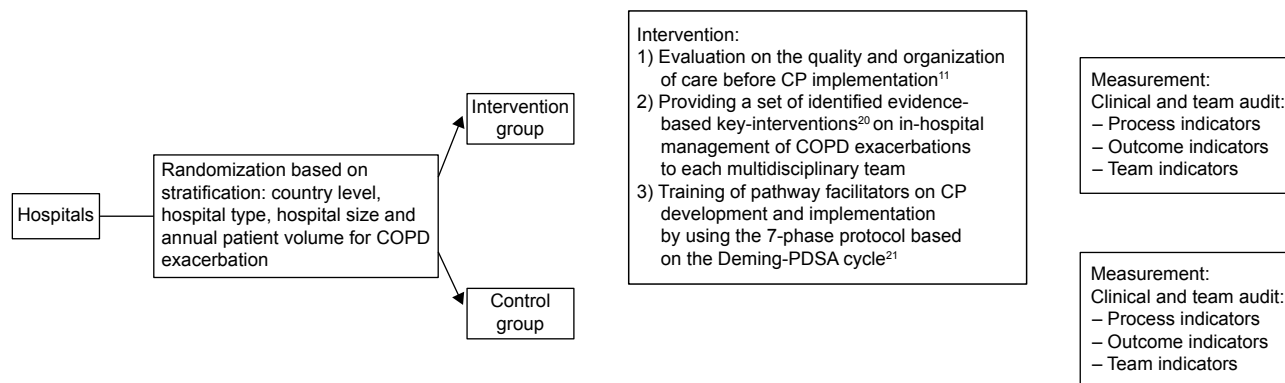 Hospitals
Randomization based on
stratification: country level,
hospital type, hospital size and
annual patient volume for COPD
exacerbation
Intervention
group
Control
group
Intervention:
1) Evaluation on the quality and organization
of care before CP implementation¹¹
2) Providing a set of identified evidence-
based key-interventions²⁰ on in-hospital
management of COPD exacerbations
to each multidisciplinary team
3) Training of pathway facilitators on CP
development and implementation
by using the 7-phase protocol based
on the Deming-PDSA cycle²¹
Measurement:
Clinical and team audit:
– Process indicators
– Outcome indicators
– Team indicators
Measurement:
Clinical and team audit:
– Process indicators
– Outcome indicators
– Team indicators